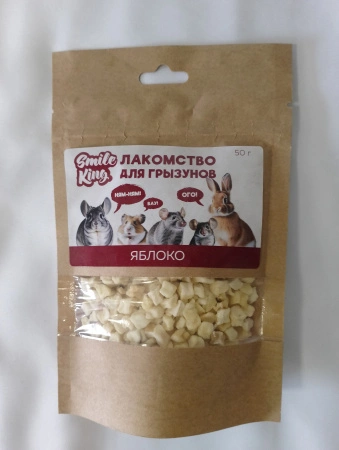 Smile
King
ЛАКОМСТВО
ДЛЯ ГРЫЗУНОВ
50 г
НЯМ-НЯМ!
ВАУ!
ОГО!
ЯБЛОКО